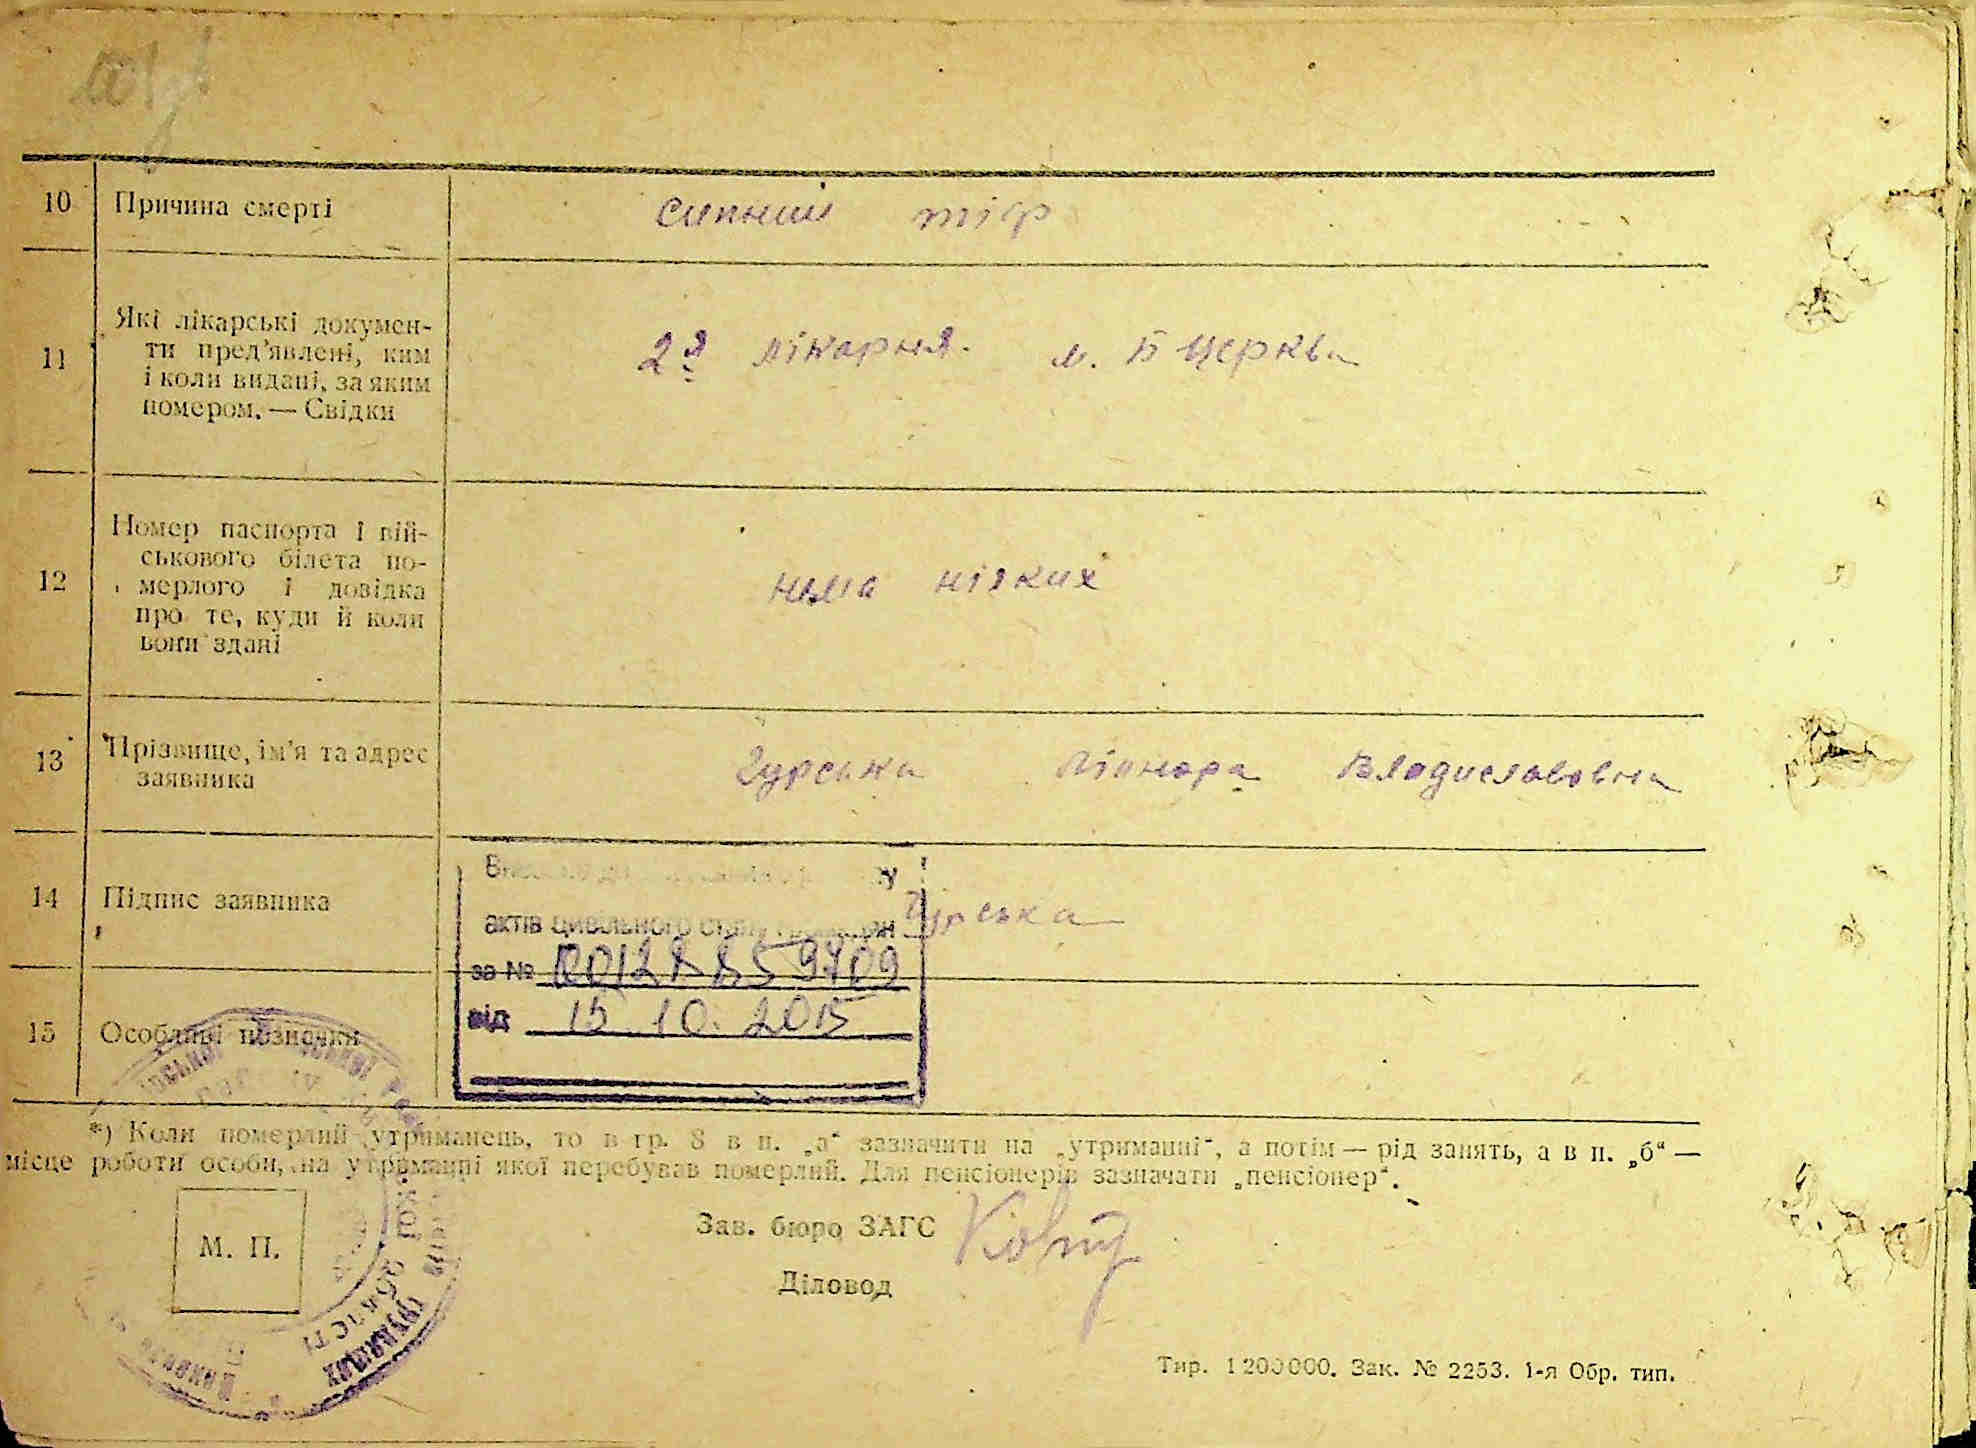 10 Причина смерті Сипний тіф
11 Які лікарські докумен-
ти пред’явлені, ким
і коли видані, за яким
номером. — Свідки
2я лікарня. м. Б Церква
12 Номер паспорта і вій-
ськового білета по-
мерлого і довідка
про те, куди й коли
вони здані
нема ніяких
13 Прізвище, ім’я та адрес
заявника
Гурська Ліонора Владиславовна
14 Підпис заявника Гурська
актів цивільного стану громадян
за №
від 15.10.2015
15 Особливі позначки
*) Коли померлий утриманець, то в гр. 8 в п. „а“ зазначити на „утриманні“, а потім — рід занять, а в п. „б“ —
місце роботи особи, на утриманні якої перебував померлий. Для пенсіонерів зазначати „пенсіонер“.
М. П.
Зав. бюро ЗАГС
Діловод
області
Тир. 1200000. Зак. № 2253. 1-я Обр. тип.